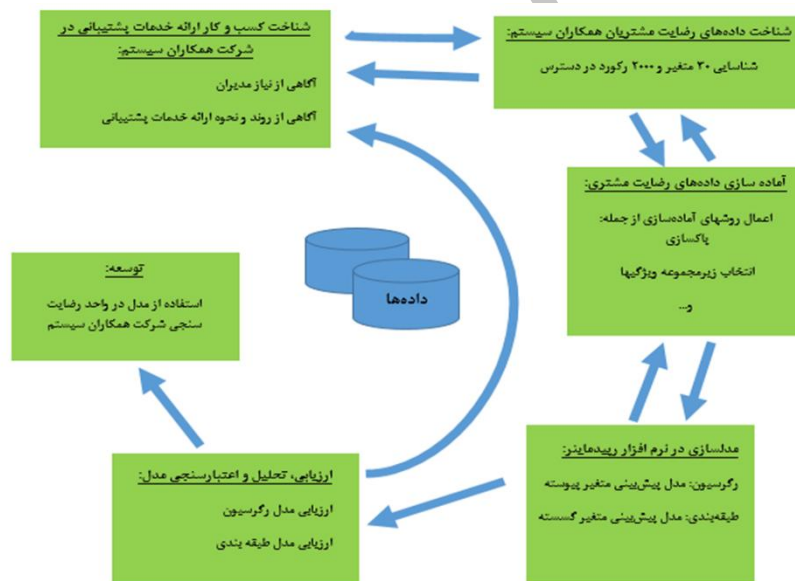 شناخت کسب و کار ارائه خدمات پشتیبانی در
شرکت همکاران سیستم:
آگاهی از نیاز مدیران
آگاهی از روند و نحوه ارائه خدمات پشتیبانی
شناخت داده‌های رضایت مشتریان همکاران سیستم:
شناسایی ۳۰ متغیر و ۲۰۰۰ رکورد در دسترس
آماده سازی داده‌های رضایت مشتری:
اعمال روشهای آماده‌سازی از جمله:
پاکسازی
انتخاب زیرمجموعه ویژگیها
و...
مدلسازی در نرم افزار رپیدماینر:
رگرسیون: مدل پیش‌بینی متغیر پیوسته
طبقه‌بندی: مدل پیش‌بینی متغیر گسسته
ارزیابی، تحلیل و اعتبارسنجی مدل:
ارزیابی مدل رگرسیون
ارزیابی مدل طبقه بندی
توسعه:
استفاده از مدل در واحد رضایت
سنجی شرکت همکاران سیستم
داده‌ها